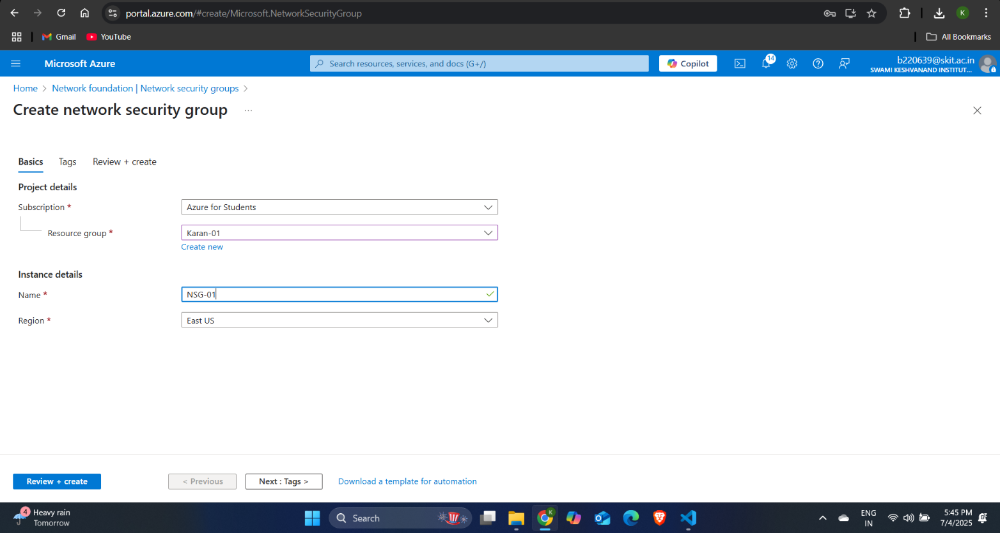 portal.azure.com/#create/Microsoft.NetworkSecurityGroup
K
Gmail
YouTube
All Bookmarks
Microsoft Azure
Search resources, services, and docs (G+/)
Copilot
14
b220639@skit.ac.in
SWAMI KESHVANAND INSTITUT...
Home > Network foundation | Network security groups >
Create network security group ...
Basics Tags Review + create
Project details
Subscription * Azure for Students
Resource group * Karan-01
Create new
Instance details
Name * NSG-01
Region * East US
Review + create < Previous Next : Tags > Download a template for automation
4
Heavy rain
Tomorrow
Search
K
ENG
IN
5:45 PM
7/4/2025